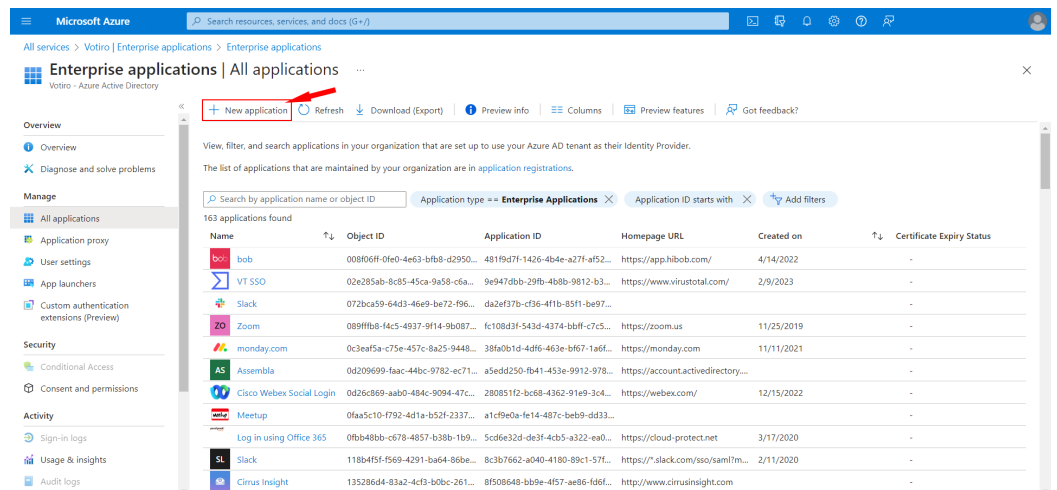 Microsoft Azure
Search resources, services, and docs (G+/)
All services > Votiro | Enterprise applications > Enterprise applications
Enterprise applications | All applications ...
Votiro - Azure Active Directory
New application Refresh Download (Export) Preview info Columns Preview features Got feedback?
Overview
Overview
Diagnose and solve problems
Manage
All applications
Application proxy
User settings
App launchers
Custom authentication
extensions (Preview)
Security
Conditional Access
Consent and permissions
Activity
Sign-in logs
Usage & insights
Audit logs
View, filter, and search applications in your organization that are set up to use your Azure AD tenant as their Identity Provider.
The list of applications that are maintained by your organization are in application registrations.
Search by application name or object ID Application type == Enterprise Applications Application ID starts with Add filters
163 applications found
Name Object ID Application ID Homepage URL Created on Certificate Expiry Status
bob bob 008f06ff-0fe0-4e63-bfb8-d2950... 481f9d7f-1426-4b4e-a27f-af52... https://app.hibob.com/ 4/14/2022 -
VT SSO 02e285ab-8c85-45ca-9a58-c6a... 9e947dbb-29fb-4b8b-9812-b3... https://www.virustotal.com/ 2/9/2023 -
Slack 072bca59-64d3-46e9-be72-f96... da2ef37b-cf36-4f1b-85f1-be97... -
ZO Zoom 089fffb8-f4c5-4937-9f14-9b087... fc108d3f-543d-4374-bbff-c7c5... https://zoom.us 11/25/2019 -
monday.com 0c3eaf5a-c75e-457c-8a25-9448... 38fa0b1d-4df6-463e-bf67-1a6f... https://monday.com 11/11/2021 -
AS Assembla 0d209699-faac-44bc-9782-ec71... a5edd250-fb41-453e-9912-978... https://account.activedirectory.... -
Cisco Webex Social Login 0d26c869-aab0-484c-9094-47c... 280851f2-bc68-4362-91e9-3c4... https://webex.com/ 12/15/2022 -
Meetup Meetup 0faa5c10-f792-4d1a-b52f-2337... a1cf9e0a-fe14-487c-beb9-dd33... -
Log in using Office 365 0fbb48bb-c678-4857-b38b-1b9... 5cd6e32d-de3f-4cb5-a322-ea0... https://cloud-protect.net 3/17/2020 -
SL Slack 118b4f5f-f569-4291-ba64-86be... 8c3b7662-a040-4180-89c1-57f... https://*.slack.com/sso/saml?m... 2/11/2020 -
Cirrus Insight 135286d4-83a2-4cf3-b0bc-261... 8f508648-bb9e-4f57-ae86-fd6f... http://www.cirrusinsight.com -